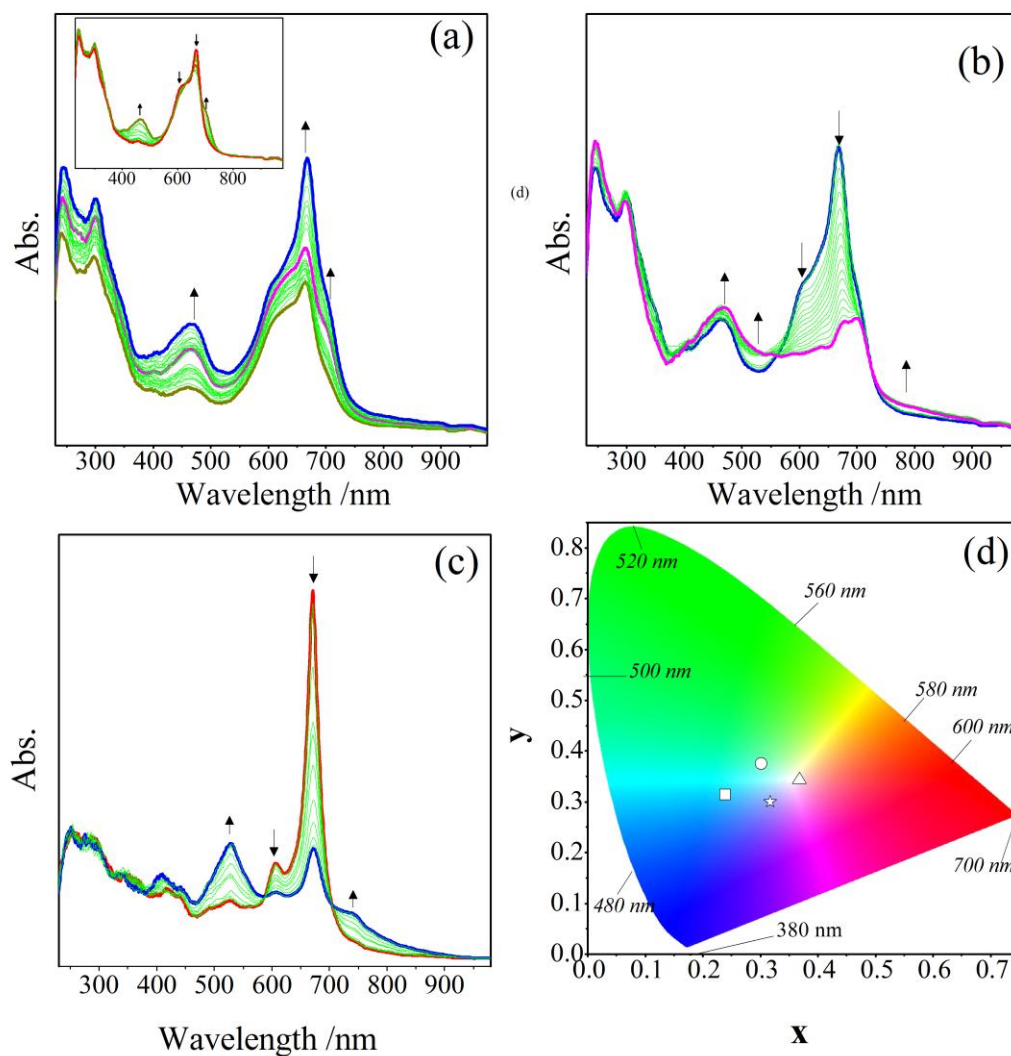 (a)
400 600 800
Abs.
300 400 500 600 700 800 900
Wavelength /nm
(b)
(d)
Abs.
300 400 500 600 700 800 900
Wavelength /nm
(c)
Abs.
300 400 500 600 700 800 900
Wavelength /nm
(d)
0.8
0.7
0.6
0.5
0.4
0.3
0.2
0.1
0.0
y
520 nm
560 nm
500 nm
580 nm
600 nm
700 nm
480 nm
380 nm
0.0 0.1 0.2 0.3 0.4 0.5 0.6 0.7
x